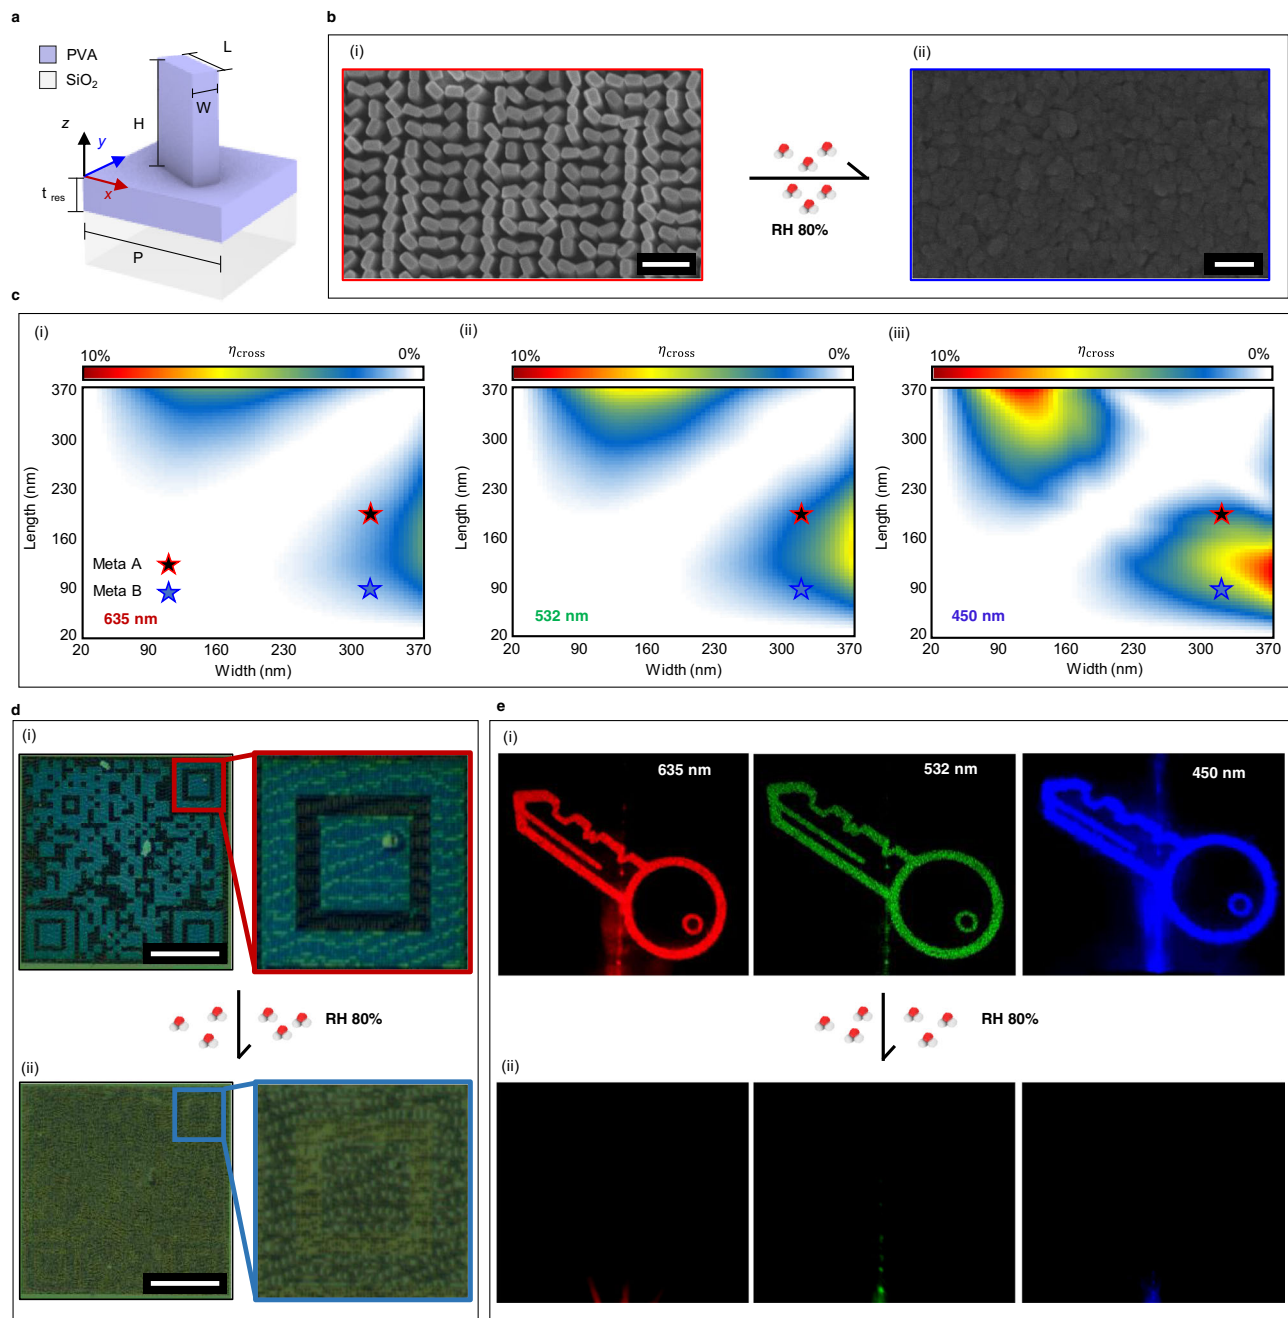 a
PVA
SiO2
L
W
H
z
y
x
t res
P
b
(i)
(ii)
RH 80%
c
(i)
10%
ηcross
0%
370
300
230
160
90
20
Length (nm)
Meta A
Meta B
635 nm
20
90
160
230
300
370
Width (nm)
(ii)
10%
ηcross
0%
370
300
230
160
90
20
Length (nm)
532 nm
20
90
160
230
300
370
Width (nm)
(iii)
10%
ηcross
0%
370
300
230
160
90
20
Length (nm)
450 nm
20
90
160
230
300
370
Width (nm)
d
(i)
RH 80%
(ii)
e
(i)
635 nm
532 nm
450 nm
RH 80%
(ii)